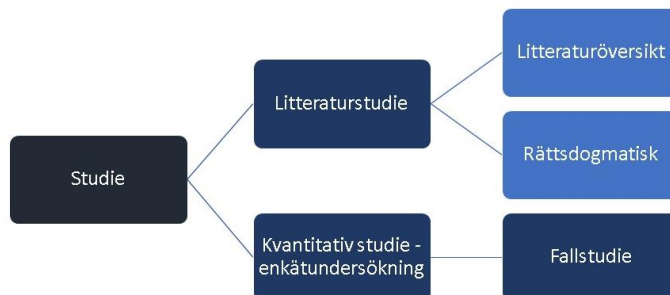 Studie
Litteraturstudie
Litteraturöversikt
Rättsdogmatisk
Kvantitativ studie -
enkätundersökning
Fallstudie